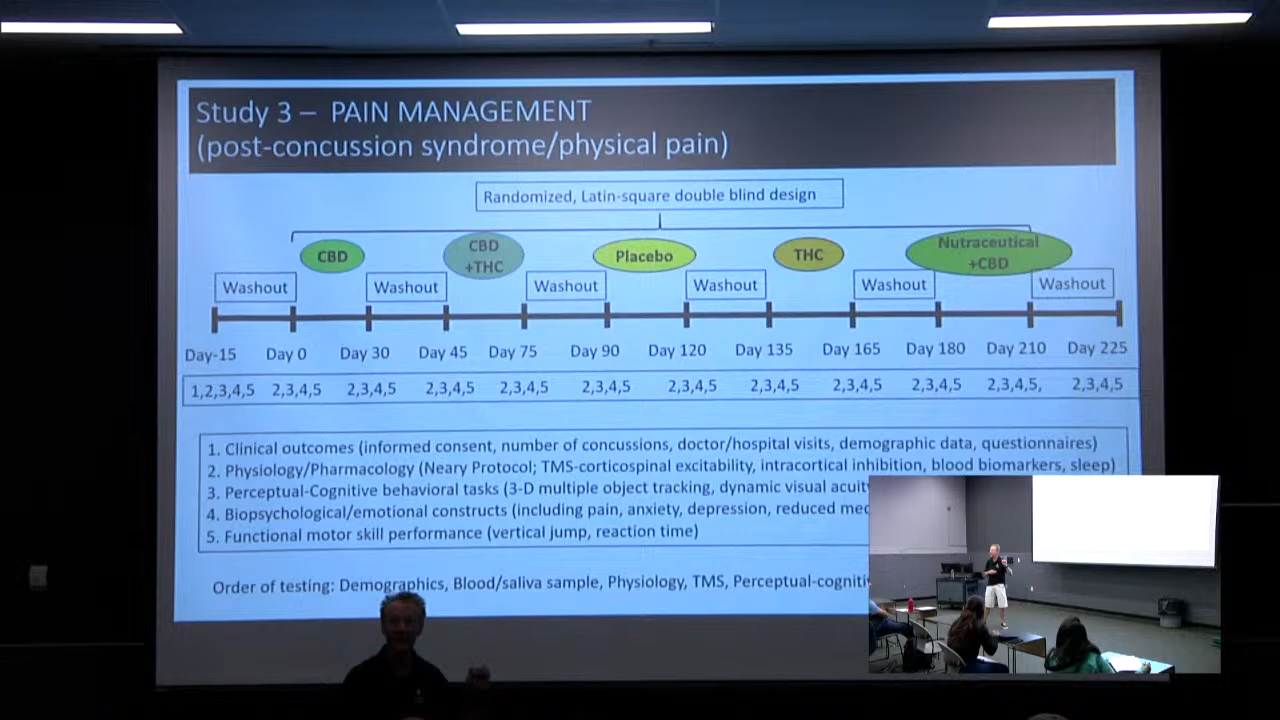 Study 3 – PAIN MANAGEMENT
(post-concussion syndrome/physical pain)
Randomized, Latin-square double blind design
CBD
CBD
+THC
Placebo
THC
Nutraceutical
+CBD
Washout Washout Washout Washout Washout Washout
Day-15 Day 0 Day 30 Day 45 Day 75 Day 90 Day 120 Day 135 Day 165 Day 180 Day 210 Day 225
1,2,3,4,5 2,3,4,5 2,3,4,5 2,3,4,5 2,3,4,5 2,3,4,5 2,3,4,5 2,3,4,5 2,3,4,5 2,3,4,5 2,3,4,5, 2,3,4,5
1. Clinical outcomes (informed consent, number of concussions, doctor/hospital visits, demographic data, questionnaires)
2. Physiology/Pharmacology (Neary Protocol; TMS-corticospinal excitability, intracortical inhibition, blood biomarkers, sleep)
3. Perceptual-Cognitive behavioral tasks (3-D multiple object tracking, dynamic visual
4. Biopsychological/emotional constructs (including pain, anxiety, depression, reduced
5. Functional motor skill performance (vertical jump, reaction time)
Order of testing: Demographics, Blood/saliva sample, Physiology, TMS,